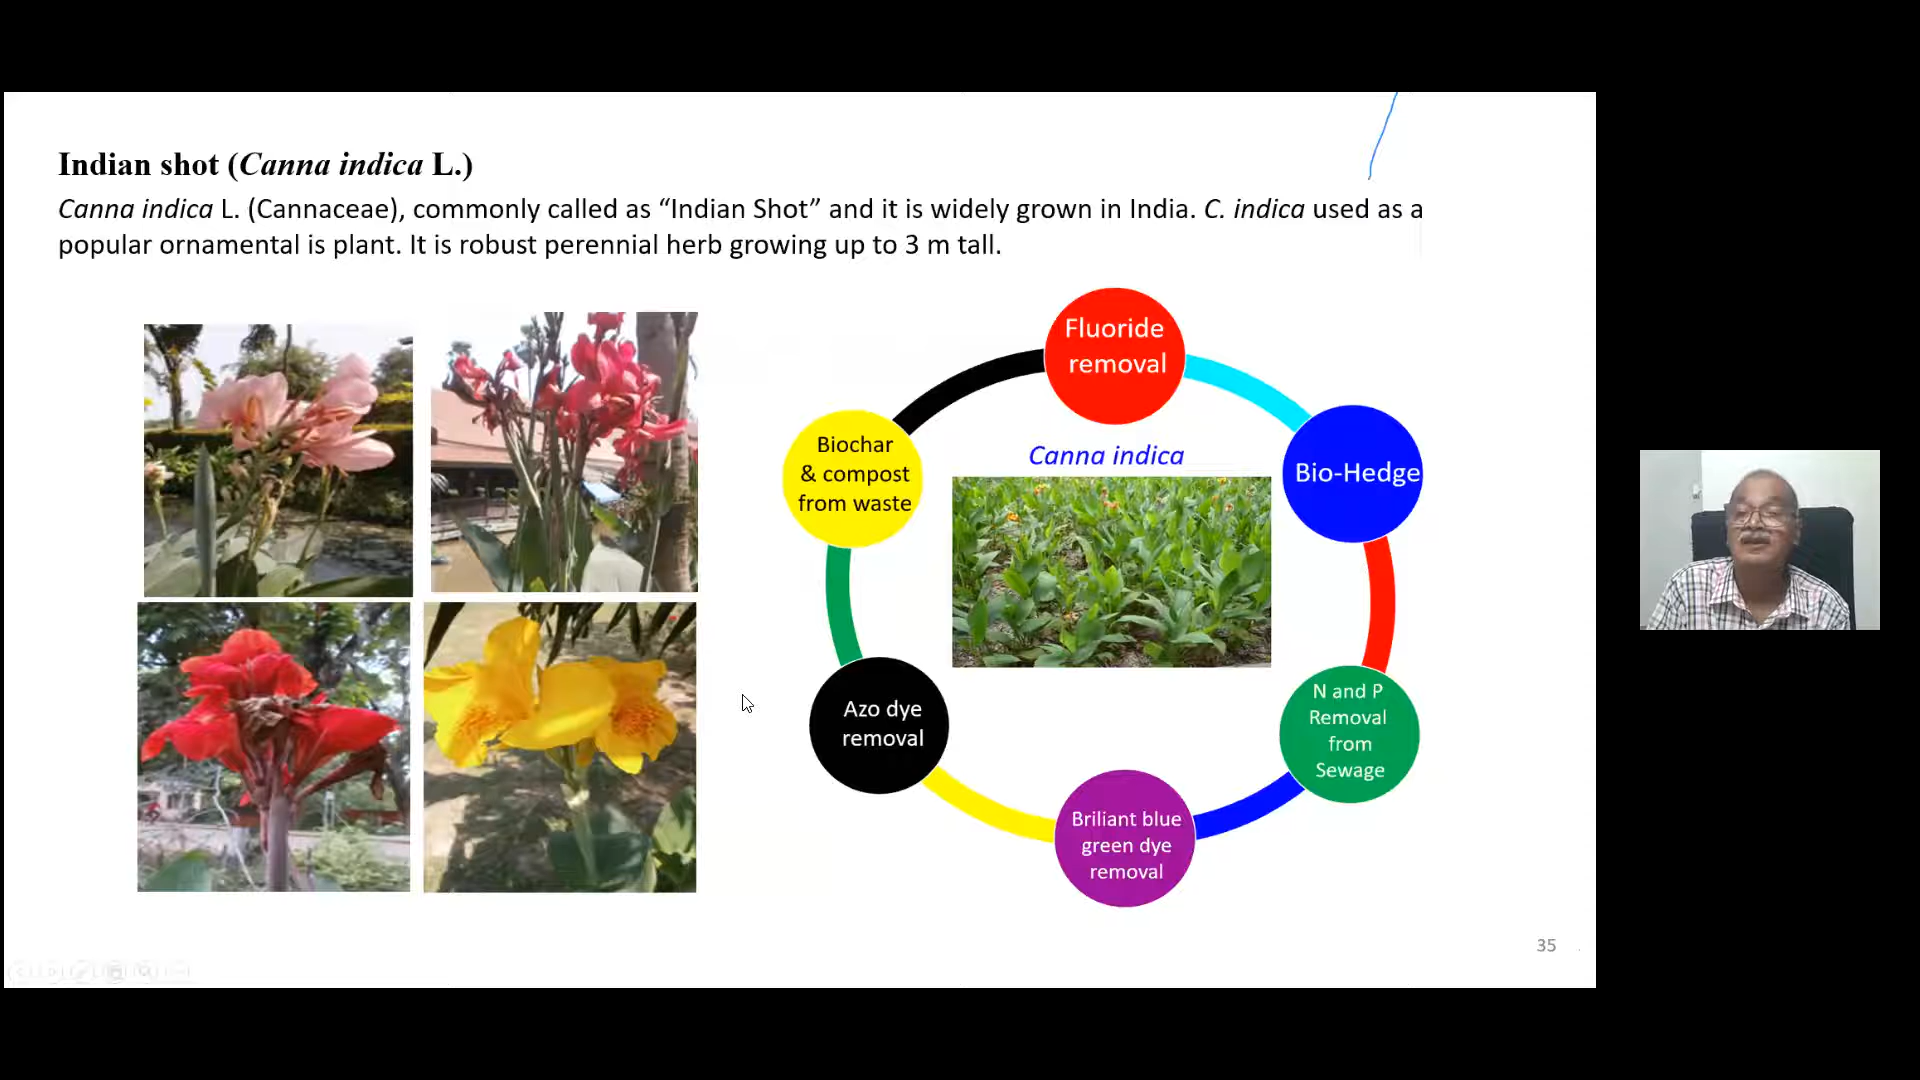 Indian shot (Canna indica L.)
Canna indica L. (Cannaceae), commonly called as “Indian Shot” and it is widely grown in India. C. indica used as a
popular ornamental is plant. It is robust perennial herb growing up to 3 m tall.
Fluoride
removal
Canna indica
Bio-Hedge
Biochar
& compost
from waste
N and P
Removal
from
Sewage
Azo dye
removal
Briliant blue
green dye
removal
35